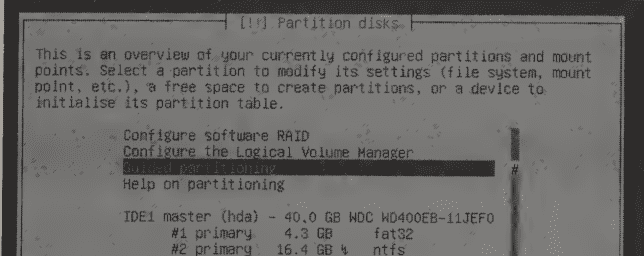 [!!] Partition disks
This is an overview of your currently configured partitions and mount
points. Select a partition to modify its settings (file system, mount
point, etc.), a free space to create partitions, or a device to
initialise its partition table.
Configure software RAID
Configure the Logical Volume Manager
Guided partitioning
Help on partitioning
IDE1 master (hda) - 40.0 GB WDC WD400EB-11JEF0
#1 primary 4.3 GB fat32
#2 primary 16.4 GB ntfs